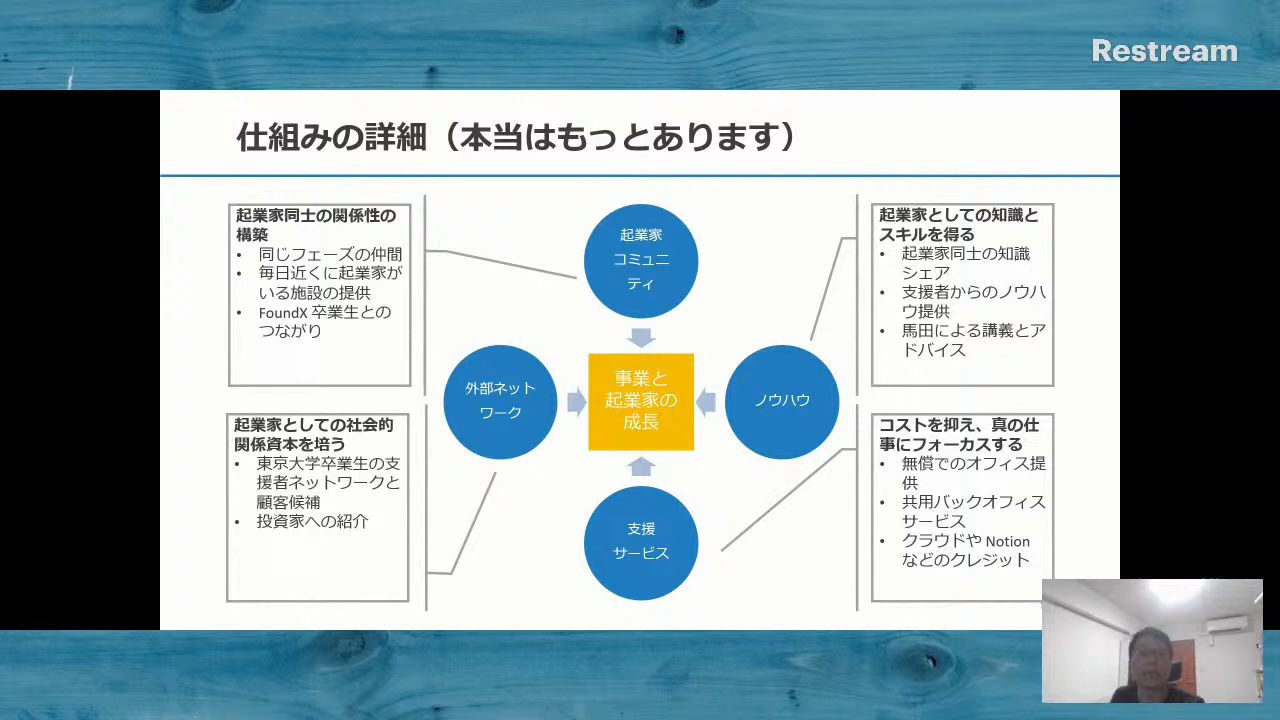 Restream
仕組みの詳細（本当はもっとあります）
起業家同士の関係性の
構築
• 同じフェーズの仲間
• 毎日近くに起業家が
いる施設の提供
• FoundX 卒業生との
つながり
起業家としての社会的
関係資本を培う
• 東京大学卒業生の支
援者ネットワークと
顧客候補
• 投資家への紹介
起業家
コミュニ
ティ
外部ネット
ワーク
事業と
起業家の
成長
ノウハウ
支援
サービス
起業家としての知識と
スキルを得る
• 起業家同士の知識
シェア
• 支援者からのノウハ
ウ提供
• 馬田による講義とア
ドバイス
コストを抑え、真の仕
事にフォーカスする
• 無償でのオフィス提
供
• 共用バックオフィス
サービス
• クラウドや Notion
などのクレジット